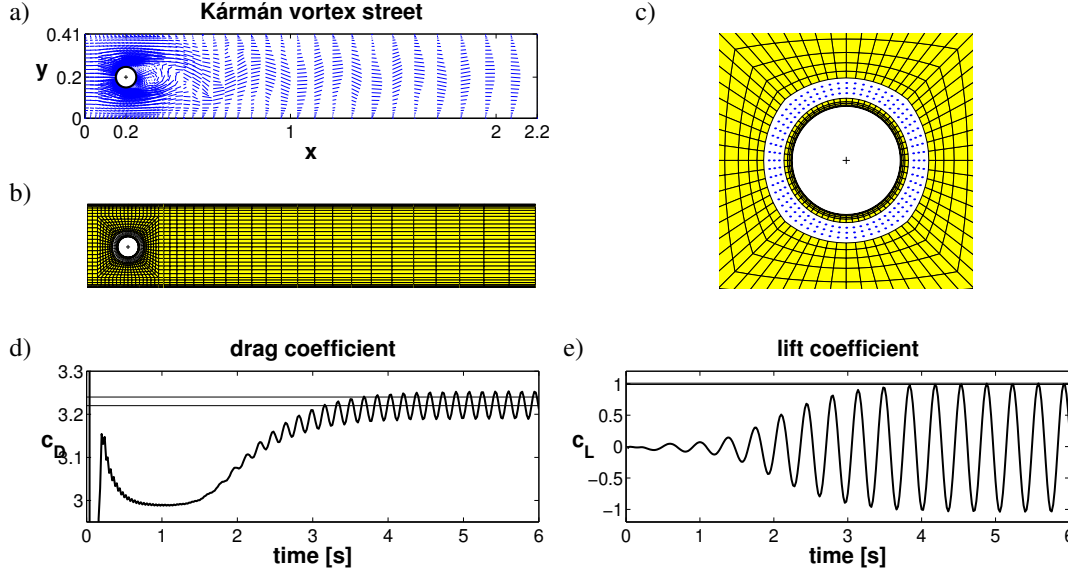 a)
Kármán vortex street
0.41
y
0.2
0
0
0.2
1
2
2.2
x
b)
c)
d)
drag coefficient
3.3
3.2
c_D
3.1
3
0
1
2
3
4
5
6
time [s]
e)
lift coefficient
1
0.5
c_L
0
−0.5
−1
0
1
2
3
4
5
6
time [s]